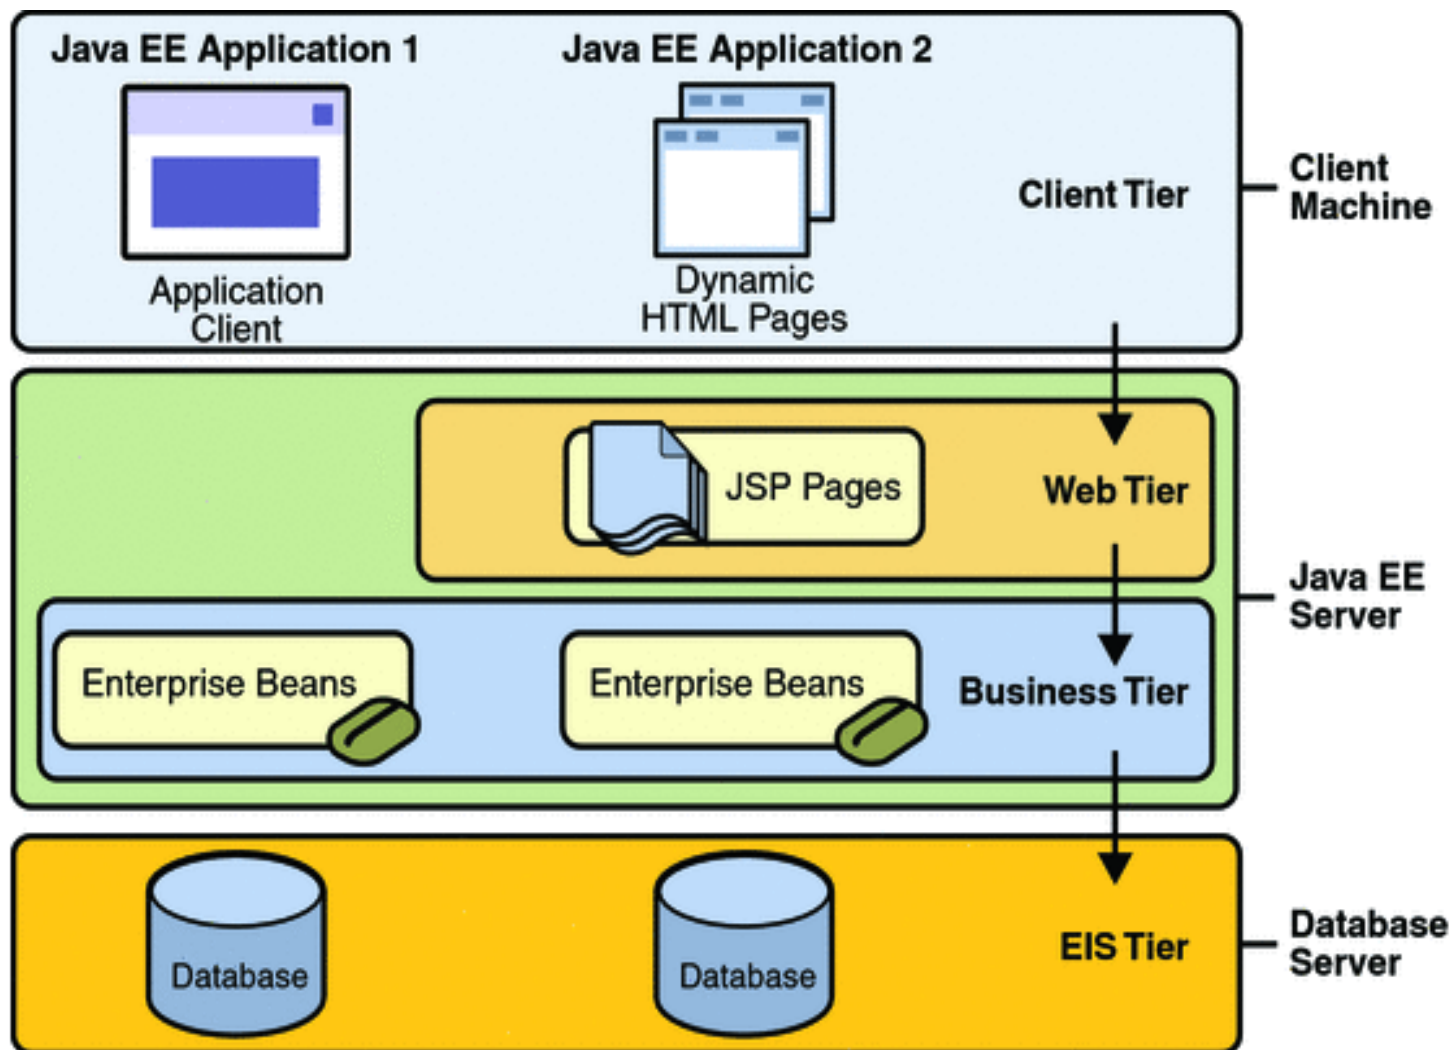 Java EE Application 1
Java EE Application 2
Application
Client
Dynamic
HTML Pages
Client Tier
Client
Machine
JSP Pages
Web Tier
Java EE
Server
Enterprise Beans
Enterprise Beans
Business Tier
Database
Database
EIS Tier
Database
Server